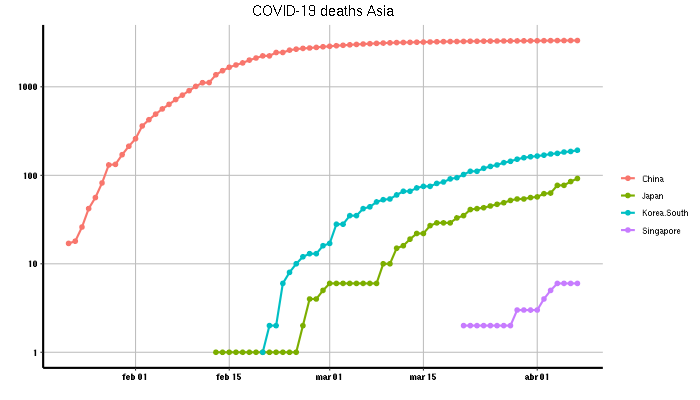 COVID-19 deaths Asia
1000
100
10
1
feb 01
feb 15
mar 01
mar 15
abr 01
China
Japan
Korea.South
Singapore